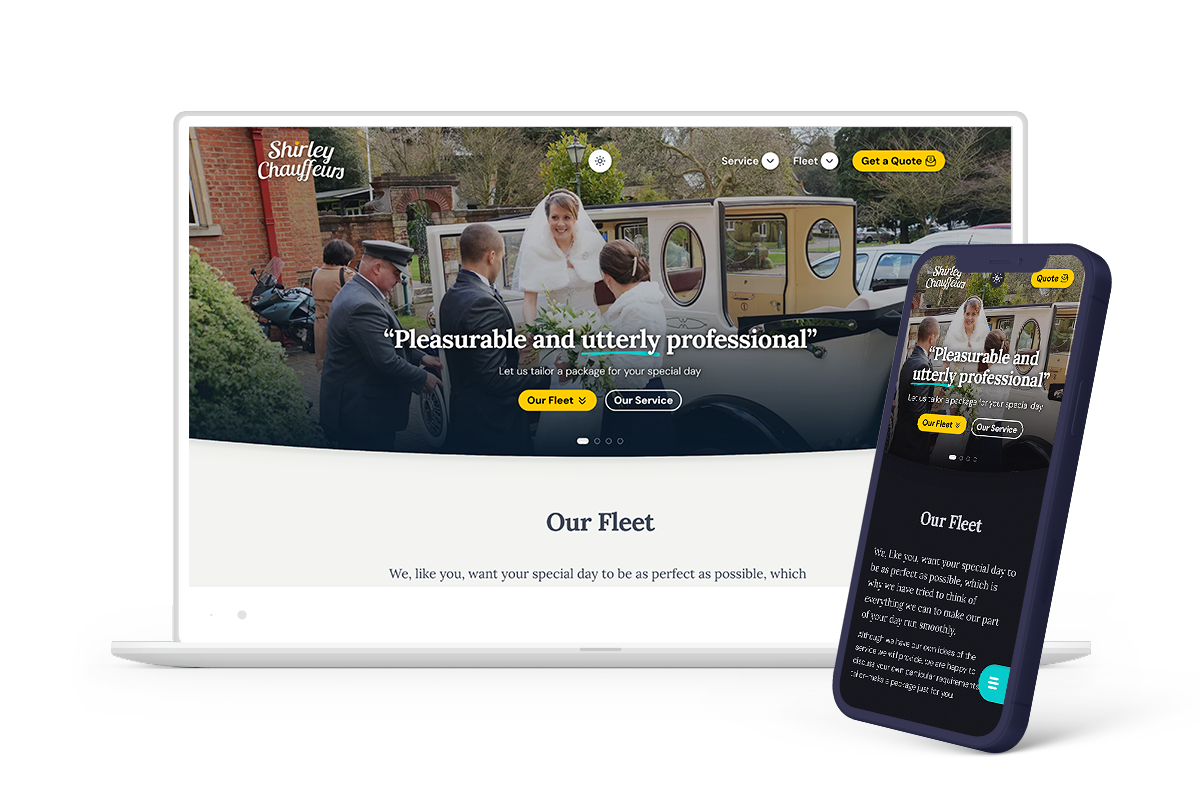 Shirley
Chauffeurs
Service
Fleet
Get a Quote
“Pleasurable and utterly professional”
Let us tailor a package for your special day
Our Fleet
Our Service
Our Fleet
We, like you, want your special day to be as perfect as possible, which
Shirley
Chauffeurs
Quote
“Pleasurable and
utterly professional”
Let us tailor a package for your special day
Our Fleet
Our Service
Our Fleet
We, like you, want your special day to
be as perfect as possible, which is
why we have tried to think of
everything we can to make our part
of your day run smoothly.
Although we have our own ideas of the
service we will provide, we are happy to
discuss your own particular requirements
tailor-make a package just for you